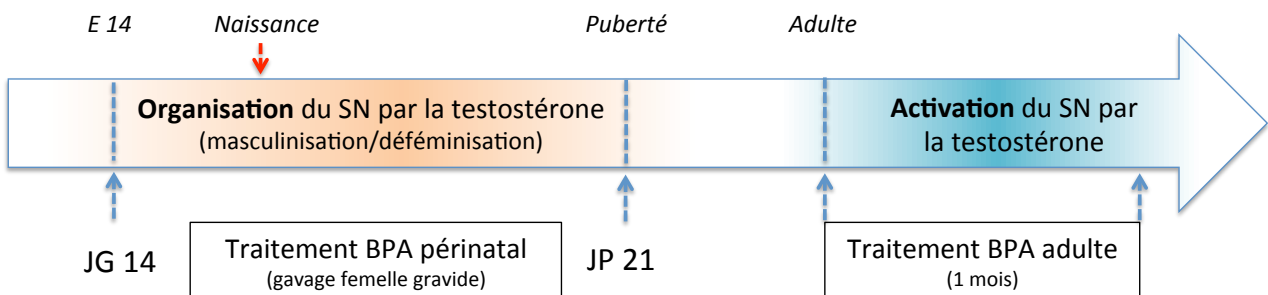 E 14
Naissance
Puberté
Adulte
Organisation du SN par la testostérone
(masculinisation/déféminisation)
Activation du SN par
la testostérone
JG 14
Traitement BPA périnatal
(gavage femelle gravide)
JP 21
Traitement BPA adulte
(1 mois)